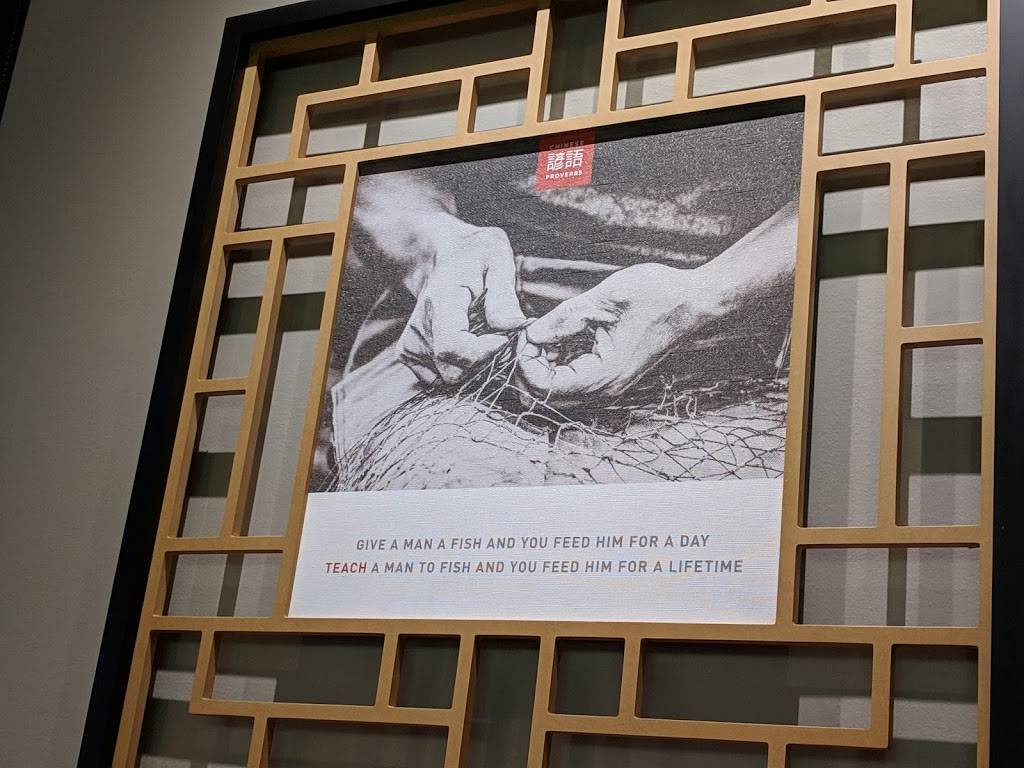 CHINESE
諺語
PROVERBS
GIVE A MAN A FISH AND YOU FEED HIM FOR A DAY
TEACH A MAN TO FISH AND YOU FEED HIM FOR A LIFETIME